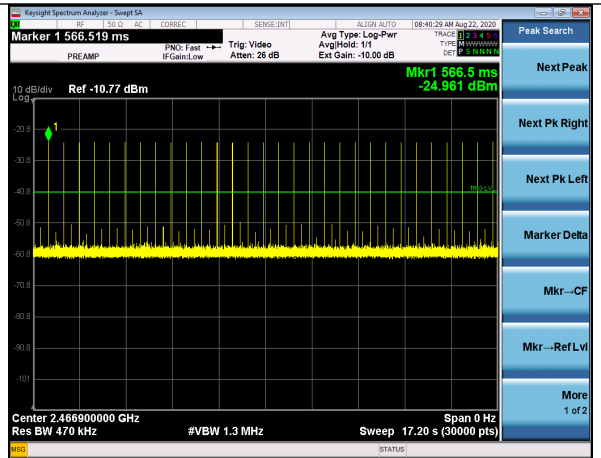 Keysight Spectrum Analyzer - Swept SA
RF 50 Ω AC CORREC SENSE:INT ALIGN AUTO 08:40:29 AM Aug 22, 2020
Marker 1 566.519 ms
PREAMP
PNO: Fast
IFGain:Low
Trig: Video
Atten: 26 dB
Avg Type: Log-Pwr
Avg|Hold: 1/1
Ext Gain: -10.00 dB
TRACE 1 2 3 4 5 6
TYPE M WWWWW
DET P S N N N N
Peak Search
Mkr1 566.5 ms
-24.961 dBm
10 dB/div Ref -10.77 dBm
Log
1
-20.8
-30.8
-40.8
-50.8
-60.8
-70.8
-80.8
-90.8
-101
Next Peak
Next Pk Right
Next Pk Left
Marker Delta
Mkr→CF
Mkr→Ref Lvl
More
1 of 2
Center 2.466900000 GHz Span 0 Hz
Res BW 470 kHz #VBW 1.3 MHz Sweep 17.20 s (30000 pts)
MSG STATUS